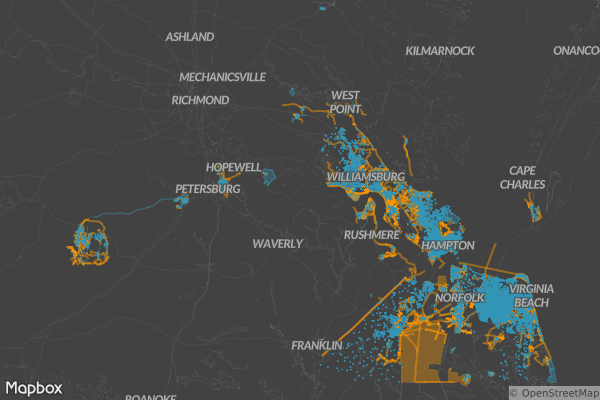 ASHLAND
KILMARNOCK
ONANCOC
MECHANICSVILLE
WEST
POINT
RICHMOND
HOPEWELL
PETERSBURG
WILLIAMSBURG
CAPE
CHARLES
RUSHMERE
WAVERLY
HAMPTON
NORFOLK
VIRGINIA
BEACH
FRANKLIN
ROANOKE
Mapbox
© OpenStreetMap